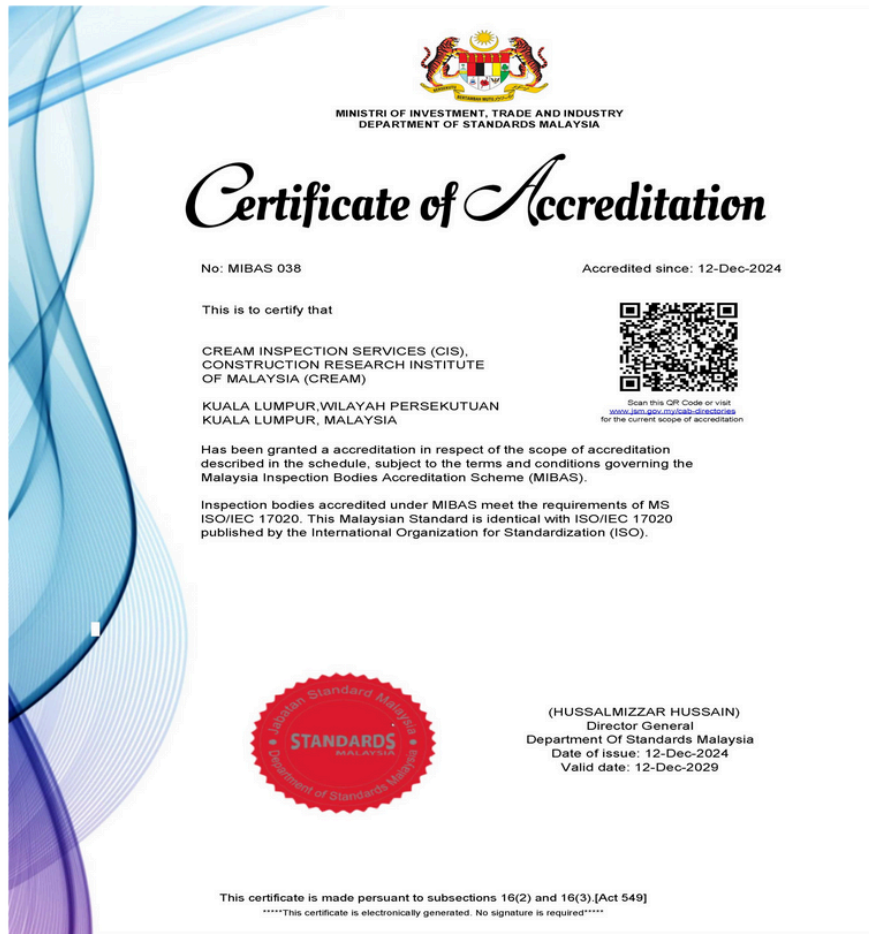 BERSEKUTU BERTAMBAH MUTU
MINISTRI OF INVESTMENT, TRADE AND INDUSTRY
DEPARTMENT OF STANDARDS MALAYSIA
Certificate of Accreditation
No: MIBAS 038
Accredited since: 12-Dec-2024
This is to certify that
CREAM INSPECTION SERVICES (CIS),
CONSTRUCTION RESEARCH INSTITUTE
OF MALAYSIA (CREAM)
KUALA LUMPUR,WILAYAH PERSEKUTUAN
KUALA LUMPUR, MALAYSIA
Scan this QR Code or visit
www.jsm.gov.my/cab-directories
for the current scope of accreditation
Has been granted a accreditation in respect of the scope of accreditation
described in the schedule, subject to the terms and conditions governing the
Malaysia Inspection Bodies Accreditation Scheme (MIBAS).
Inspection bodies accredited under MIBAS meet the requirements of MS
ISO/IEC 17020. This Malaysian Standard is identical with ISO/IEC 17020
published by the International Organization for Standardization (ISO).
Jabatan Standard Malaysia
STANDARDS
MALAYSIA
Department of Standards Malaysia
(HUSSALMIZZAR HUSSAIN)
Director General
Department Of Standards Malaysia
Date of issue: 12-Dec-2024
Valid date: 12-Dec-2029
This certificate is made persuant to subsections 16(2) and 16(3).[Act 549]
*****This certificate is electronically generated. No signature is required*****